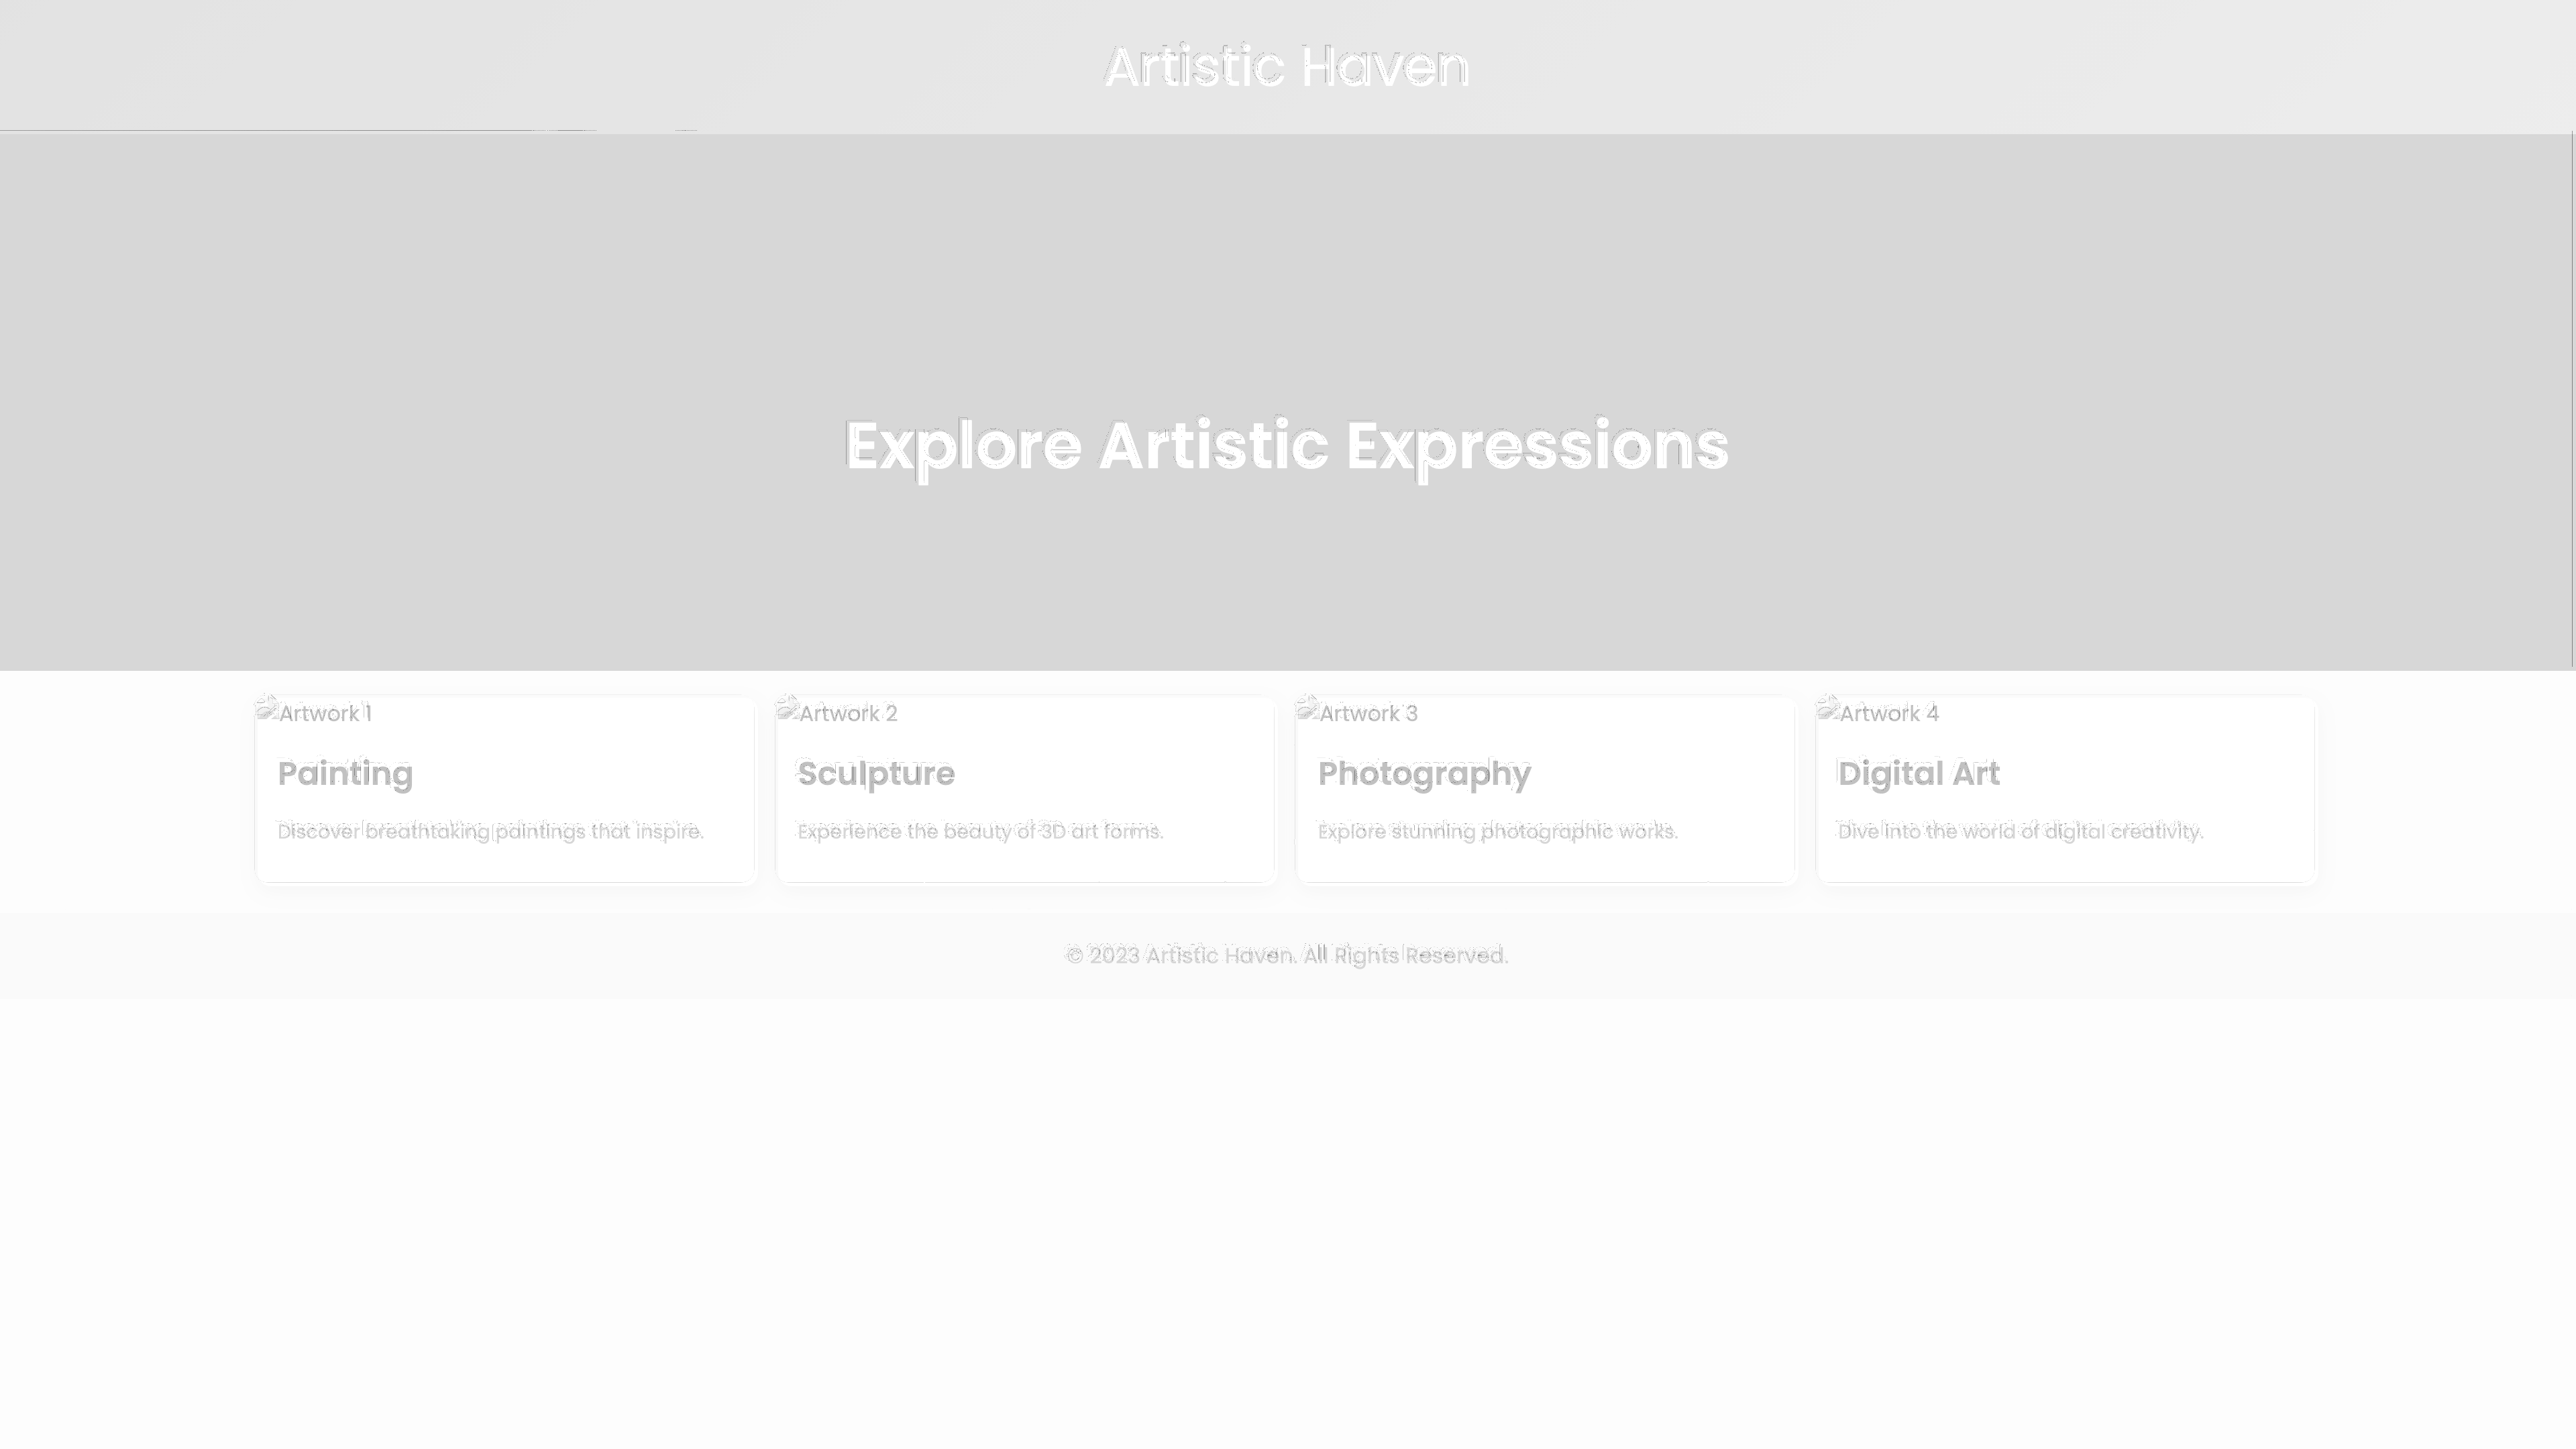 Artistic Haven
Explore Artistic Expressions
Artwork 1
Painting
Discover breathtaking paintings that inspire.
Artwork 2
Sculpture
Experience the beauty of 3D art forms.
Artwork 3
Photography
Explore stunning photographic works.
Artwork 4
Digital Art
Dive into the world of digital creativity.
© 2023 Artistic Haven. All Rights Reserved.